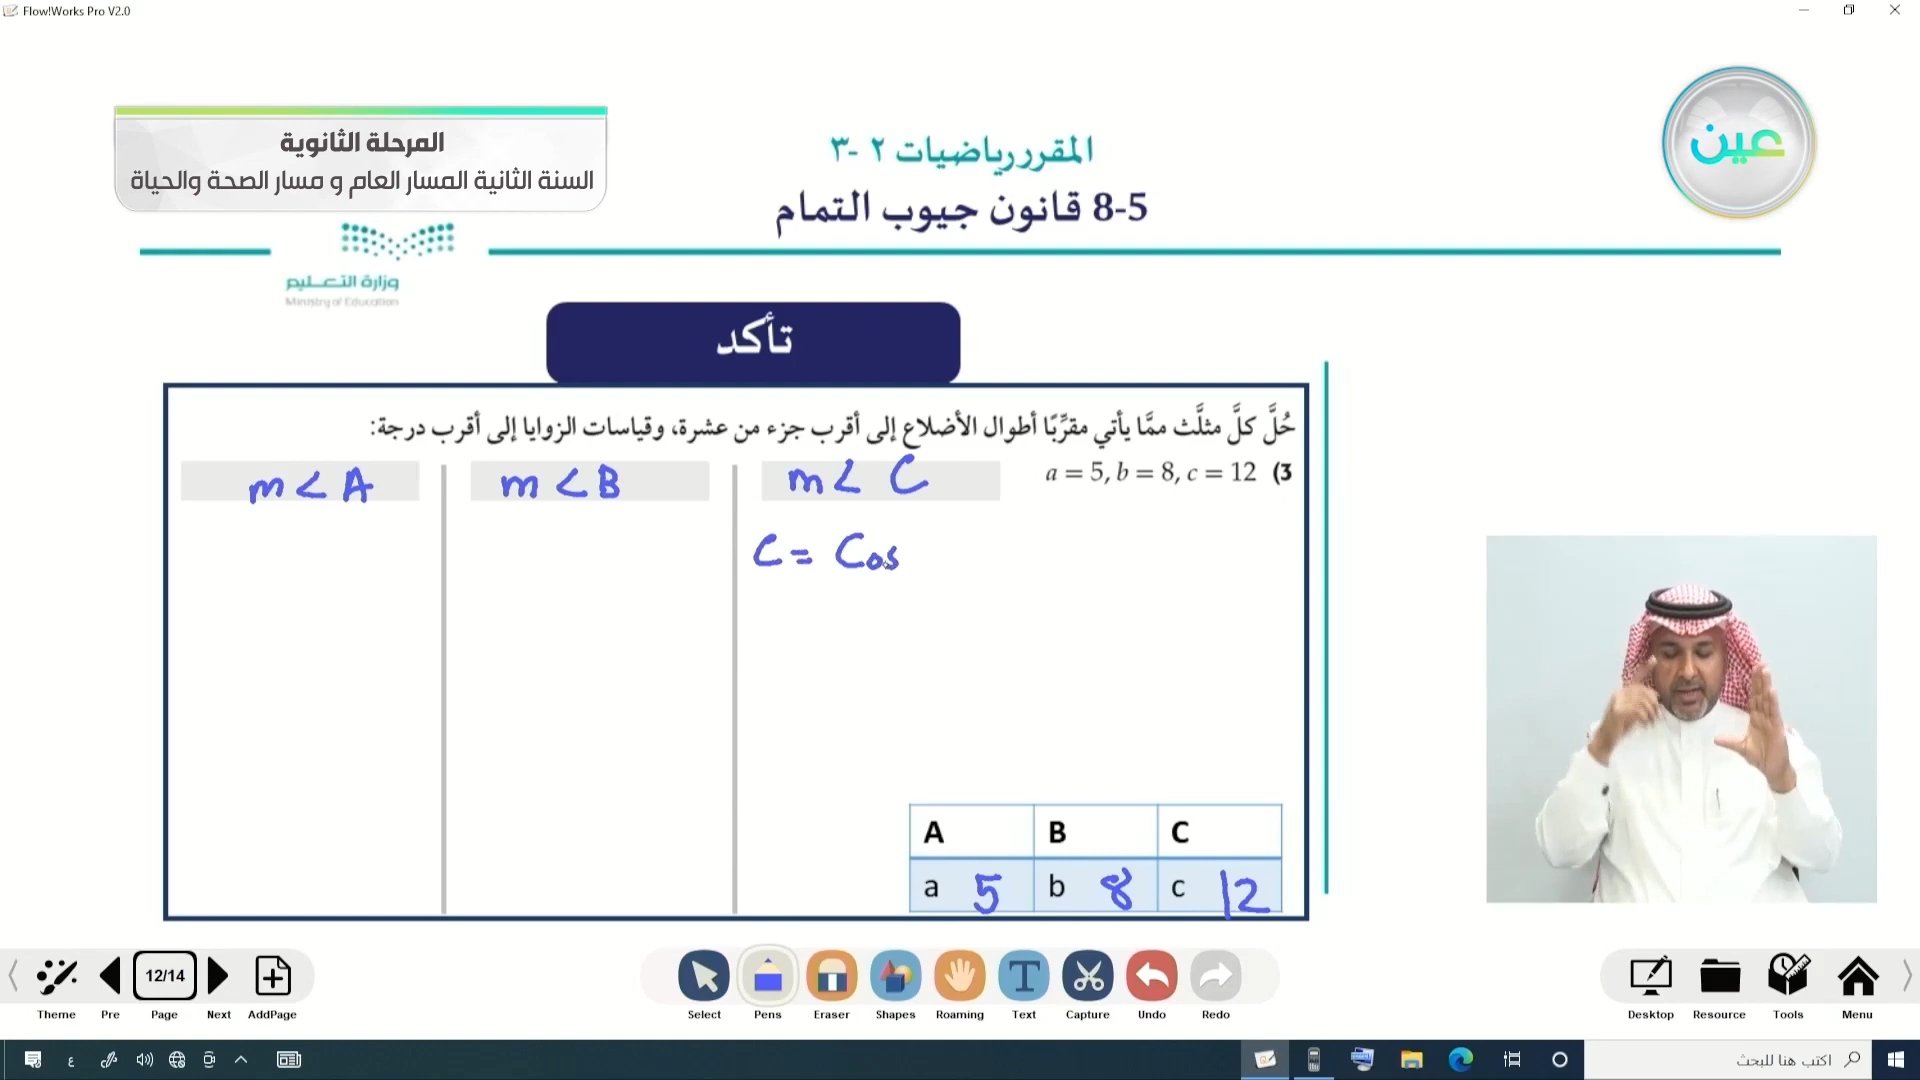 Flow!Works Pro V2.0
المرحلة الثانوية
السنة الثانية المسار العام و مسار الصحة والحياة
المقرر رياضيات ٢ -٣
8-5 قانون جيوب التمام
عين
وزارة التعليم
Ministry of Education
تأكد
حُلَّ كلَّ مثلَّث ممَّا يأتي مقرِّبًا أطوال الأضلاع إلى أقرب جزء من عشرة، وقياسات الزوايا إلى أقرب درجة:
3) a = 5, b = 8, c = 12
m < C
m < B
m < A
C = Cos
A B C
a 5 b 8 c 12
12/14
Theme Pre Page Next AddPage
Select Pens Eraser Shapes Roaming Text Capture Undo Redo
Desktop Resource Tools Menu
ع
اكتب هنا للبحث